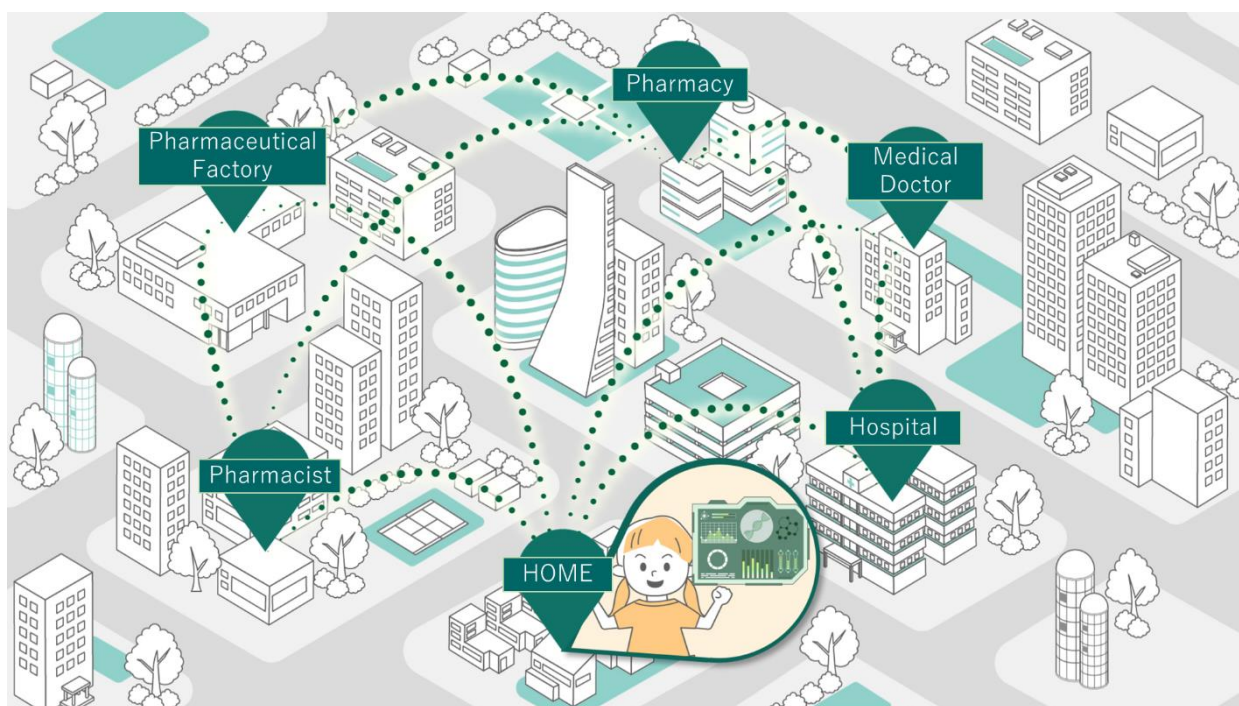 Pharmacy
Pharmaceutical
Factory
Medical
Doctor
Hospital
Pharmacist
HOME